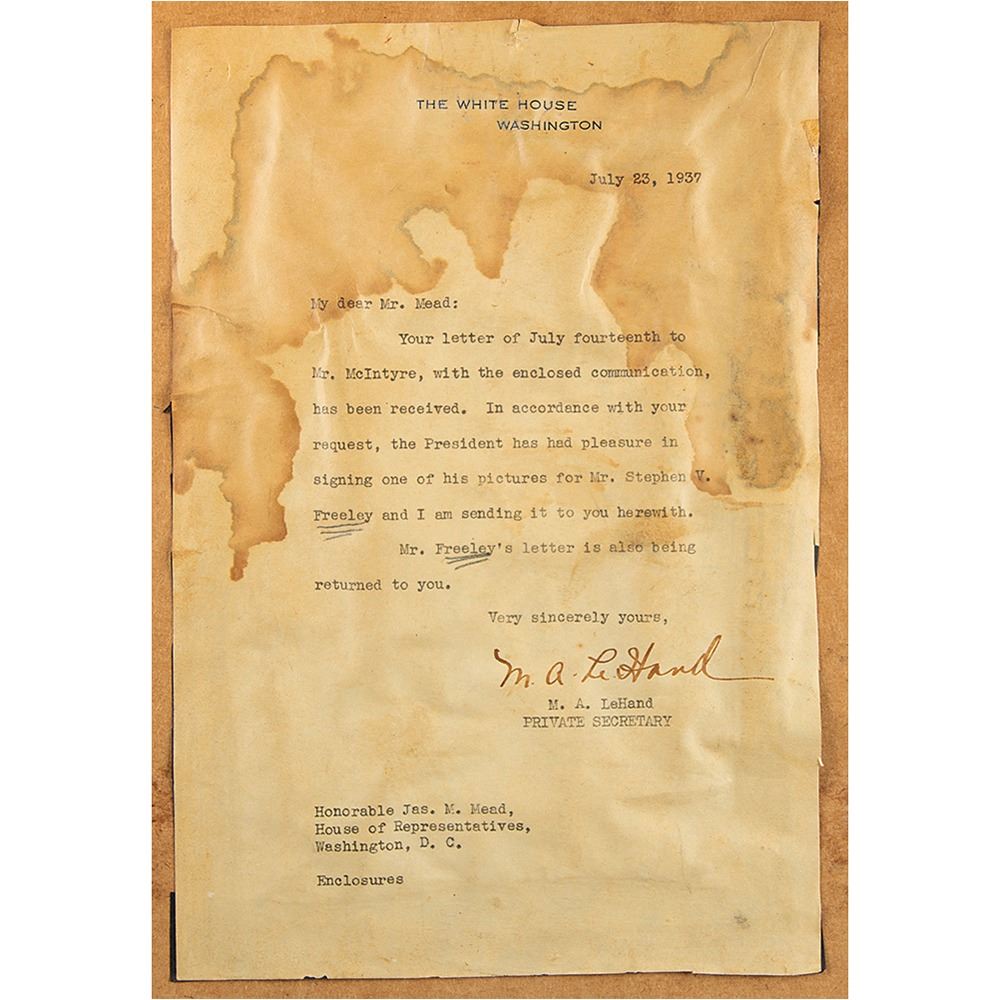 THE WHITE HOUSE
WASHINGTON
July 23, 1937
My dear Mr. Mead:
Your letter of July fourteenth to
Mr. McIntyre, with the enclosed communication,
has been received. In accordance with your
request, the President has had pleasure in
signing one of his pictures for Mr. Stephen V.
Freeley and I am sending it to you herewith.
Mr. Freeley's letter is also being
returned to you.
Very sincerely yours,
M. A. LeHand
M. A. LeHand
PRIVATE SECRETARY
Honorable Jas. M. Mead,
House of Representatives,
Washington, D. C.
Enclosures